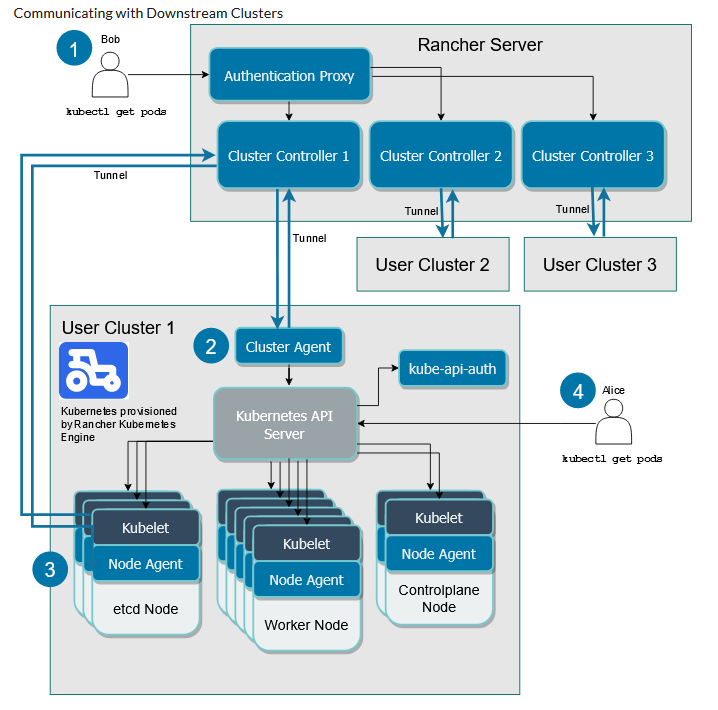 Communicating with Downstream Clusters
1
Bob
kubectl get pods
Rancher Server
Authentication Proxy
Cluster Controller 1
Cluster Controller 2
Cluster Controller 3
Tunnel
Tunnel
Tunnel
Tunnel
User Cluster 2
User Cluster 3
User Cluster 1
Kubernetes provisioned
by Rancher Kubernetes
Engine
2
Cluster Agent
kube-api-auth
Kubernetes API
Server
4
Alice
kubectl get pods
3
Kubelet
Node Agent
etcd Node
Kubelet
Node Agent
Worker Node
Kubelet
Node Agent
Controlplane
Node